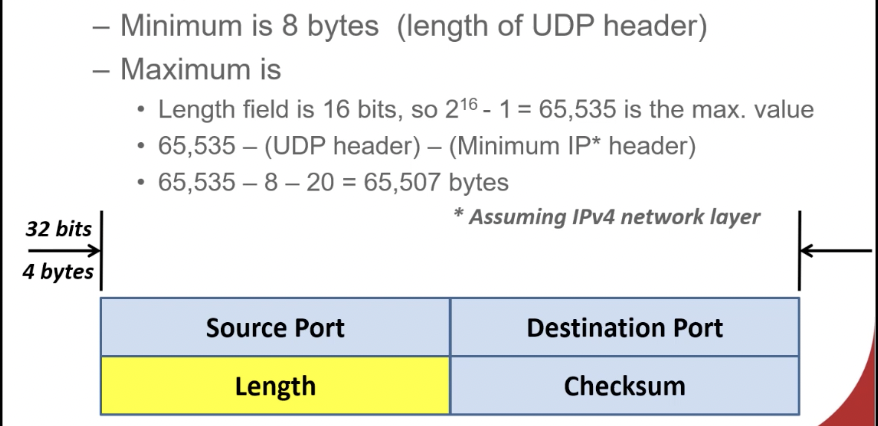 – Minimum is 8 bytes (length of UDP header)
– Maximum is
• Length field is 16 bits, so 2¹⁶ - 1 = 65,535 is the max. value
• 65,535 – (UDP header) – (Minimum IP* header)
• 65,535 – 8 – 20 = 65,507 bytes
* Assuming IPv4 network layer
32 bits
4 bytes
Source Port
Destination Port
Length
Checksum